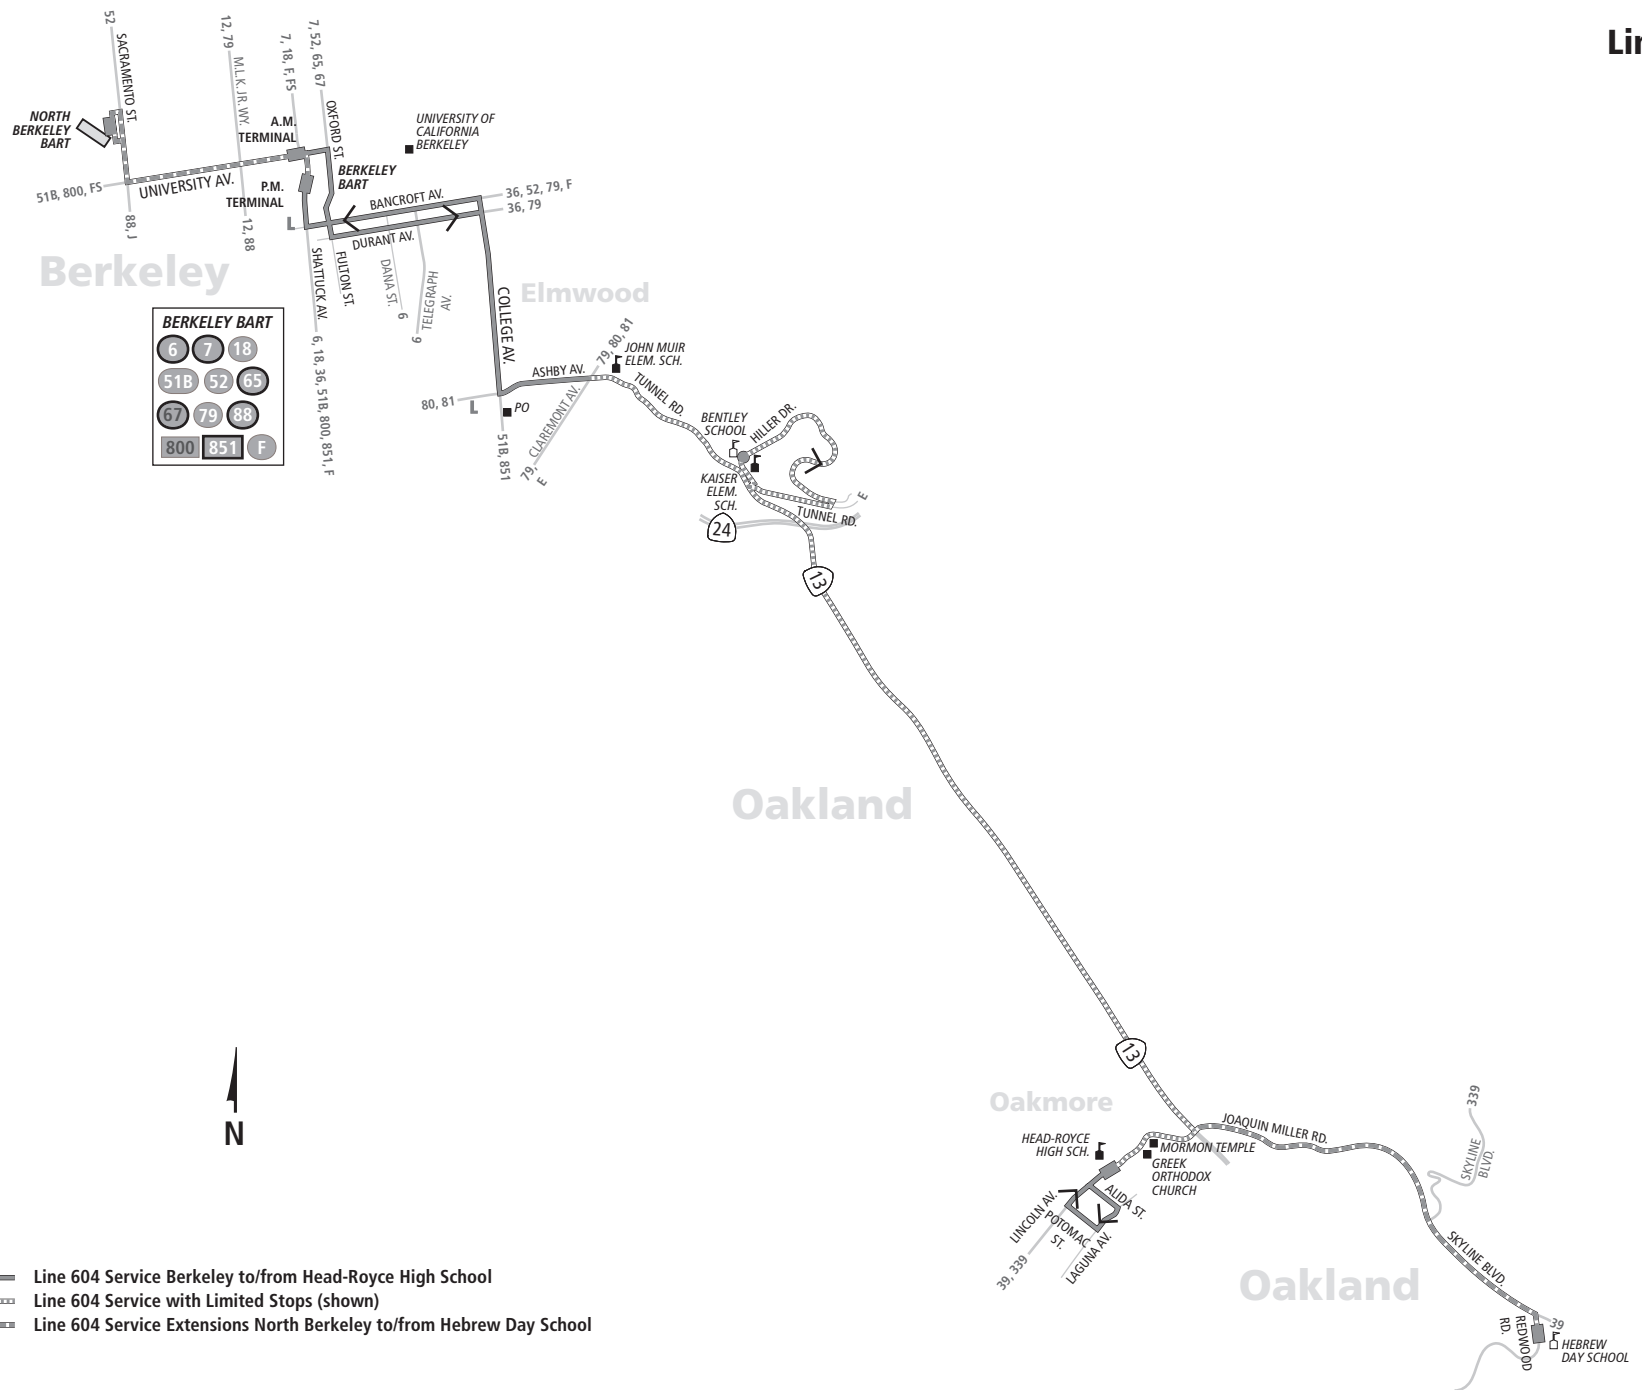 Lin
52
SACRAMENTO ST.
12, 79
M.L.K. JR. WY.
7, 18, F, FS
7, 52, 65, 67
OXFORD ST.
NORTH
BERKELEY
BART
A.M.
TERMINAL
UNIVERSITY OF
CALIFORNIA
BERKELEY
BERKELEY
BART
51B, 800, FS
UNIVERSITY AV.
P.M.
TERMINAL
BANCROFT AV.
36, 52, 79, F
36, 79
88, J
12, 88
L
DURANT AV.
Berkeley
SHATTUCK AV.
FULTON ST.
DANA ST.
6
TELEGRAPH
AV.
9
COLLEGE AV.
Elmwood
BERKELEY BART
6
7
18
51B
52
65
67
79
88
800
851
F
6, 18, 36, 51B, 800, 851, F
79, 80, 81
JOHN MUIR
ELEM. SCH.
ASHBY AV.
TUNNEL RD.
80, 81
L
PO
CLAREMONT AV.
51B, 851
79,
E
BENTLEY
SCHOOL
HILLER DR.
KAISER
ELEM.
SCH.
E
TUNNEL RD.
24
13
Oakland
13
N
Oakmore
339
JOAQUIN MILLER RD.
HEAD-ROYCE
HIGH SCH.
MORMON TEMPLE
GREEK
ORTHODOX
CHURCH
SKYLINE
BLVD.
ALIDA ST.
LINCOLN AV.
POTOMAC
ST.
LAGUNA AV.
39, 339
SKYLINE BLVD.
Oakland
39
REDWOOD
RD.
HEBREW
DAY SCHOOL
Line 604 Service Berkeley to/from Head-Royce High School
Line 604 Service with Limited Stops (shown)
Line 604 Service Extensions North Berkeley to/from Hebrew Day School